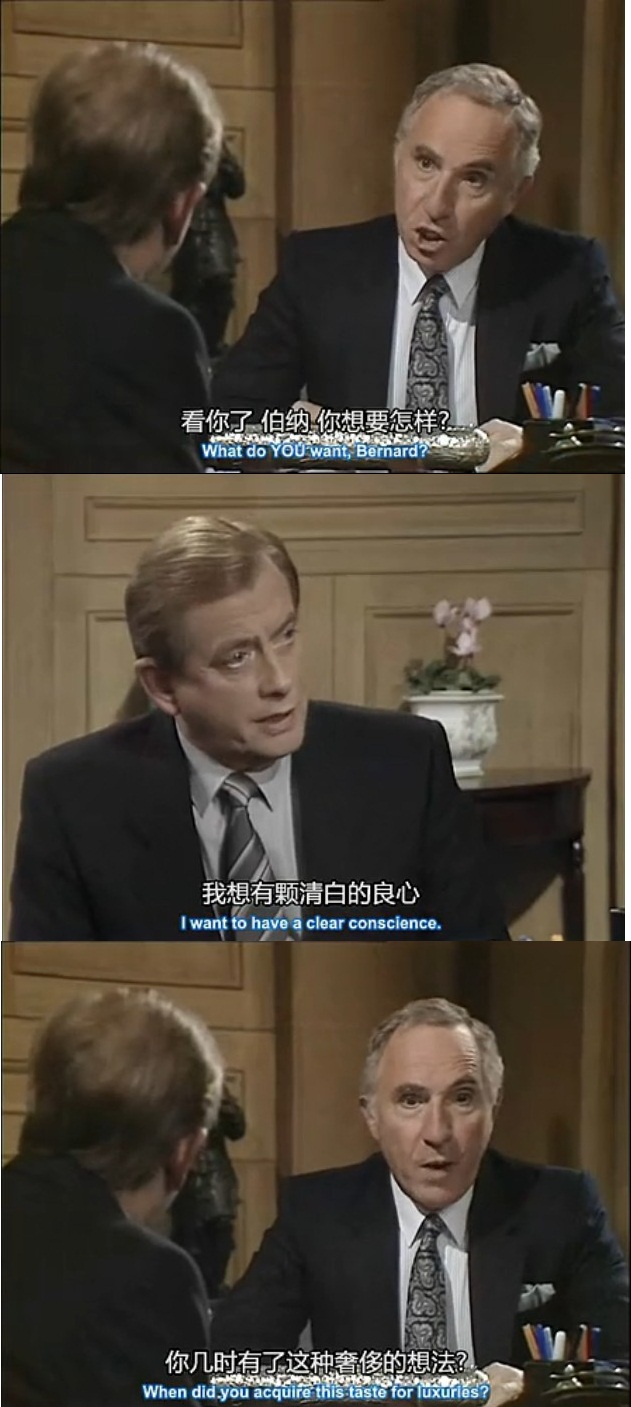 看你了 伯纳 你想要怎样?
What do YOU want, Bernard?
我想有颗清白的良心
I want to have a clear conscience.
你几时有了这种奢侈的想法?
When did you acquire this taste for luxuries?